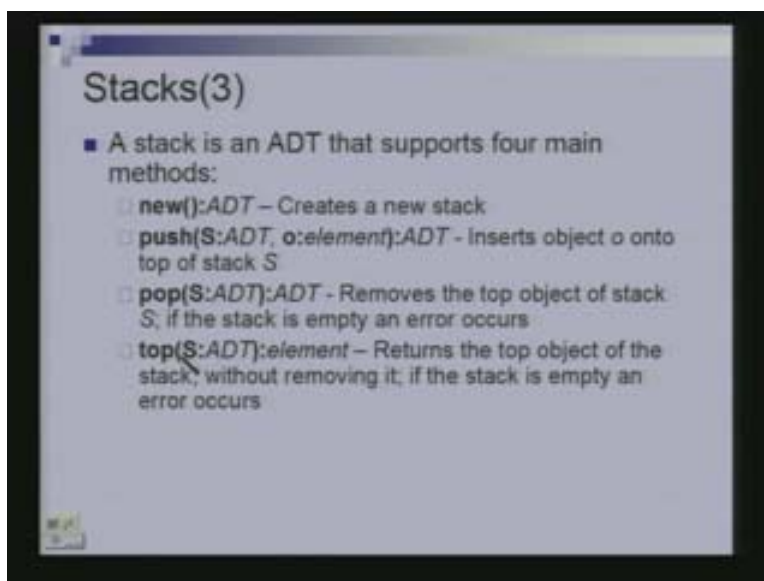 Stacks(3)
A stack is an ADT that supports four main
methods:
new():ADT – Creates a new stack
push(S:ADT, o:element):ADT - Inserts object o onto
top of stack S
pop(S:ADT):ADT - Removes the top object of stack
S; if the stack is empty an error occurs
top(S:ADT):element – Returns the top object of the
stack, without removing it; if the stack is empty an
error occurs